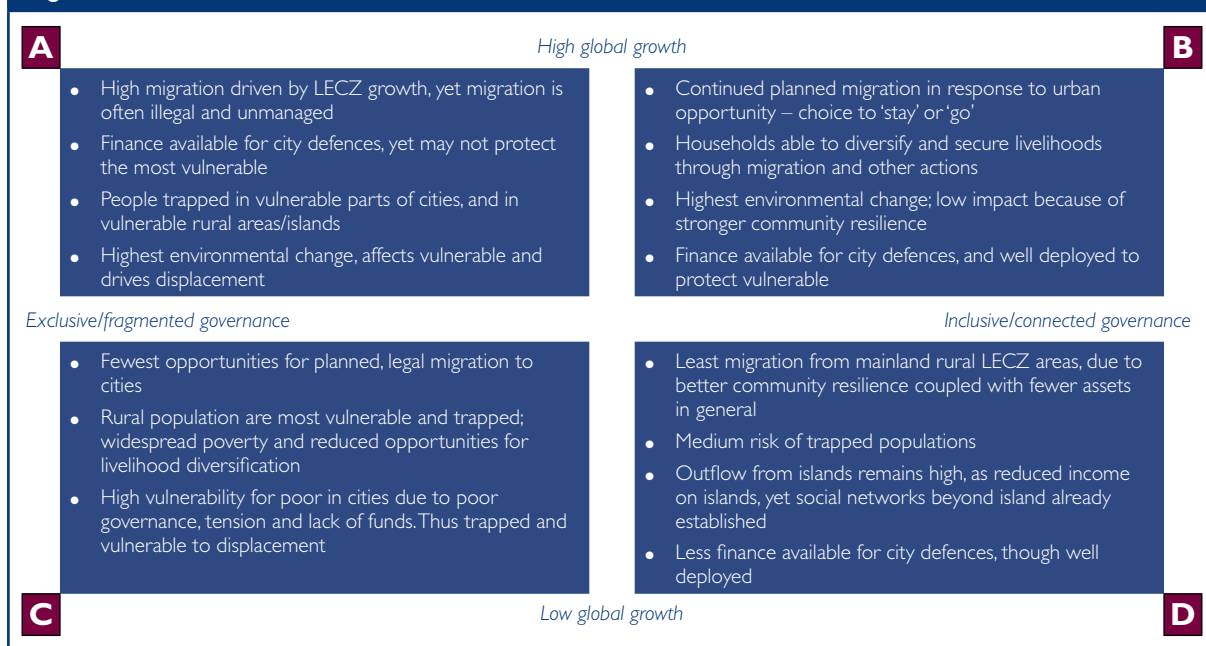 A
High global growth
B
● High migration driven by LECZ growth, yet migration is
often illegal and unmanaged
● Finance available for city defences, yet may not protect
the most vulnerable
● People trapped in vulnerable parts of cities, and in
vulnerable rural areas/islands
● Highest environmental change, affects vulnerable and
drives displacement
● Continued planned migration in response to urban
opportunity – choice to ‘stay’ or ‘go’
● Households able to diversify and secure livelihoods
through migration and other actions
● Highest environmental change; low impact because of
stronger community resilience
● Finance available for city defences, and well deployed to
protect vulnerable
Exclusive/fragmented governance
Inclusive/connected governance
● Fewest opportunities for planned, legal migration to
cities
● Rural population are most vulnerable and trapped;
widespread poverty and reduced opportunities for
livelihood diversification
● High vulnerability for poor in cities due to poor
governance, tension and lack of funds. Thus trapped and
vulnerable to displacement
● Least migration from mainland rural LECZ areas, due to
better community resilience coupled with fewer assets
in general
● Medium risk of trapped populations
● Outflow from islands remains high, as reduced income
on islands, yet social networks beyond island already
established
● Less finance available for city defences, though well
deployed
C
Low global growth
D